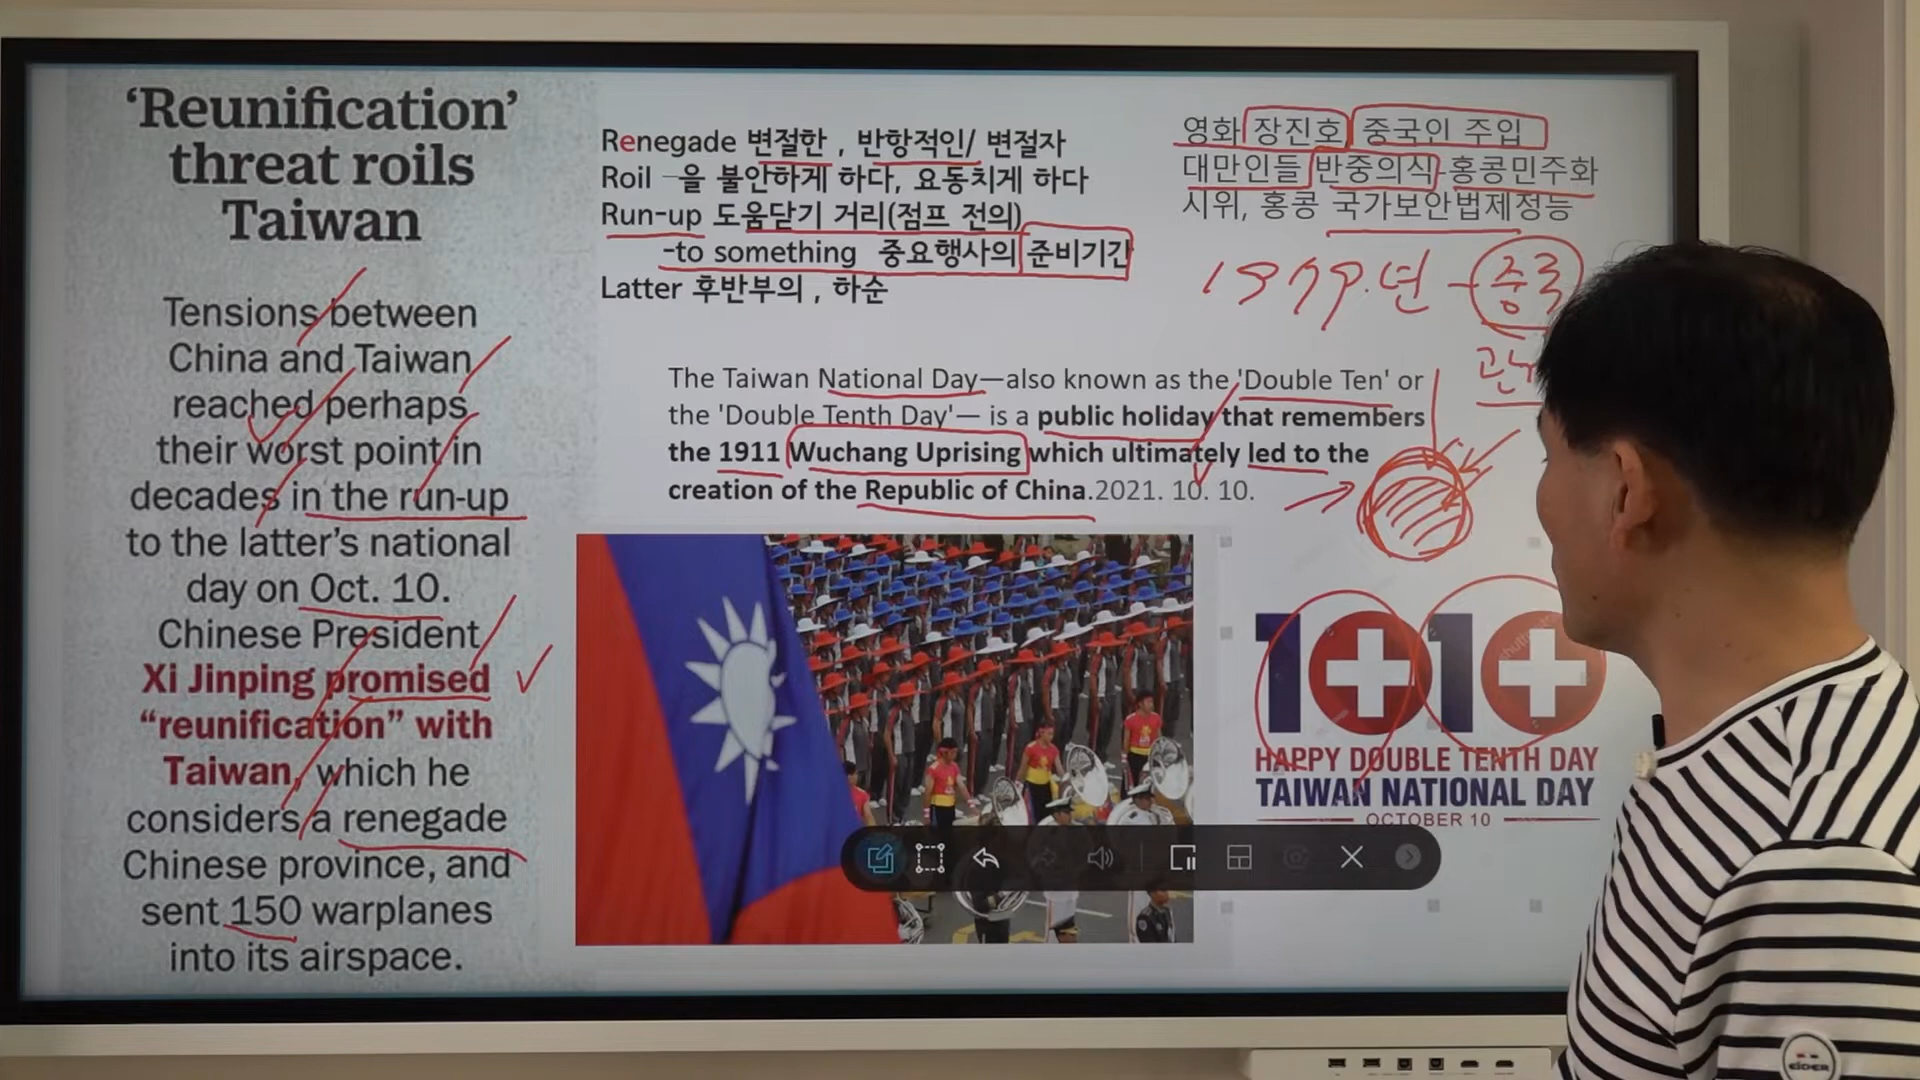 ‘Reunification’
threat roils
Taiwan
Tensions between
China and Taiwan
reached perhaps
their worst point in
decades in the run-up
to the latter’s national
day on Oct. 10.
Chinese President
Xi Jinping promised
“reunification” with
Taiwan, which he
considers a renegade
Chinese province, and
sent 150 warplanes
into its airspace.
Renegade 변절한 , 반항적인/ 변절자
Roil –을 불안하게 하다, 요동치게 하다
Run-up 도움닫기 거리(점프 전의)
-to something 중요행사의 준비기간
Latter 후반부의 , 하순
영화 장진호 중국인 주입
대만인들 반중의식-홍콩민주화
시위, 홍콩 국가보안법제정등
1979.년 - 중국
The Taiwan National Day—also known as the 'Double Ten' or
the 'Double Tenth Day'— is a public holiday that remembers
the 1911 Wuchang Uprising which ultimately led to the
creation of the Republic of China.2021. 10. 10.
1010
HAPPY DOUBLE TENTH DAY
TAIWAN NATIONAL DAY
OCTOBER 10
EIDER